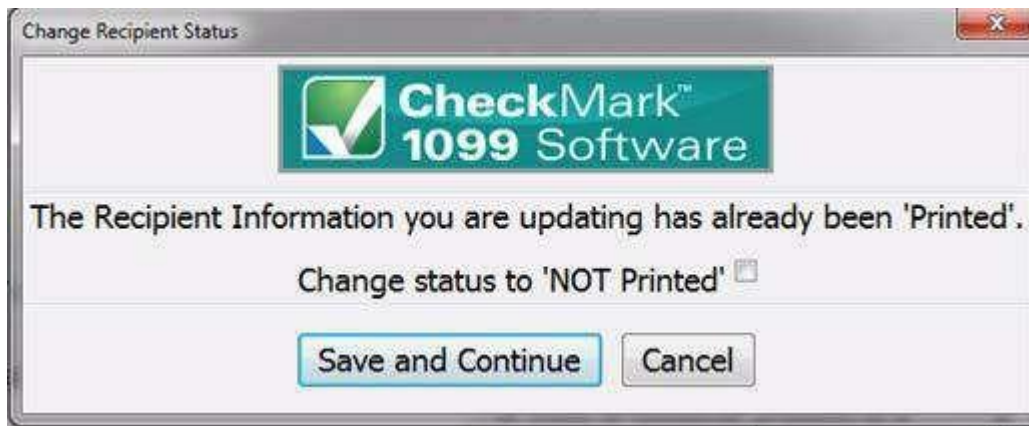 Change Recipient Status
CheckMark™
1099 Software
The Recipient Information you are updating has already been 'Printed'.
Change status to 'NOT Printed'
Save and Continue
Cancel